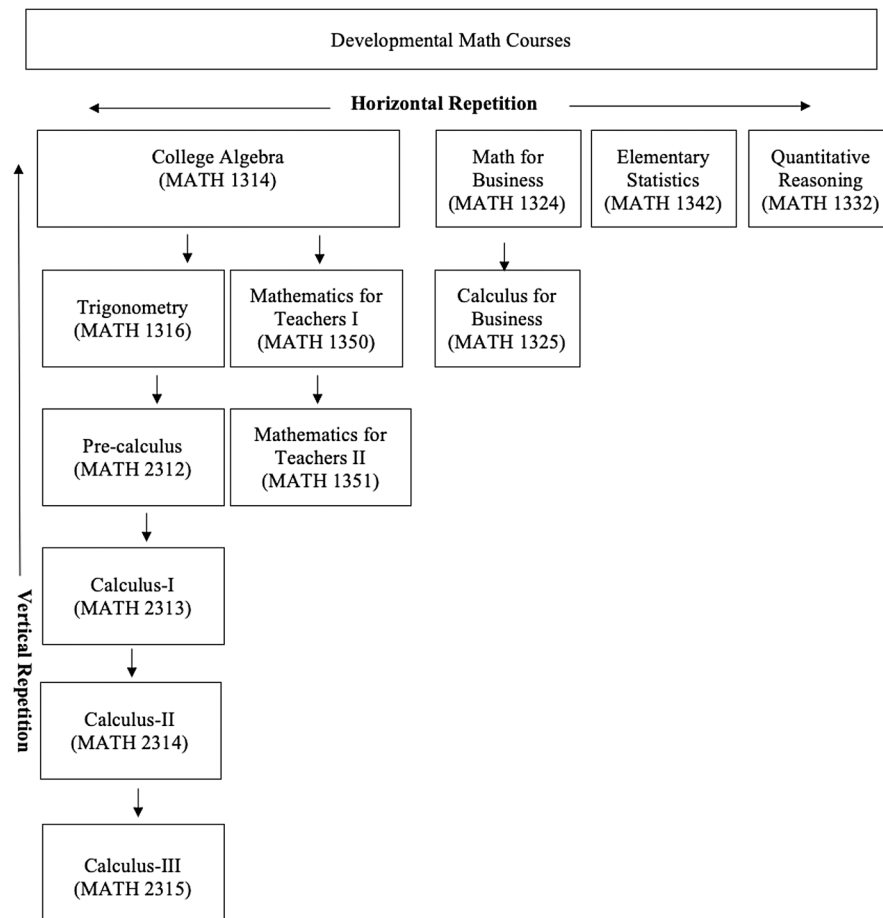 Developmental Math Courses
Horizontal Repetition
College Algebra
(MATH 1314)
Math for
Business
(MATH 1324)
Elementary
Statistics
(MATH 1342)
Quantitative
Reasoning
(MATH 1332)
Trigonometry
(MATH 1316)
Mathematics for
Teachers I
(MATH 1350)
Calculus for
Business
(MATH 1325)
Pre-calculus
(MATH 2312)
Mathematics for
Teachers II
(MATH 1351)
Calculus-I
(MATH 2313)
Vertical Repetition
Calculus-II
(MATH 2314)
Calculus-III
(MATH 2315)